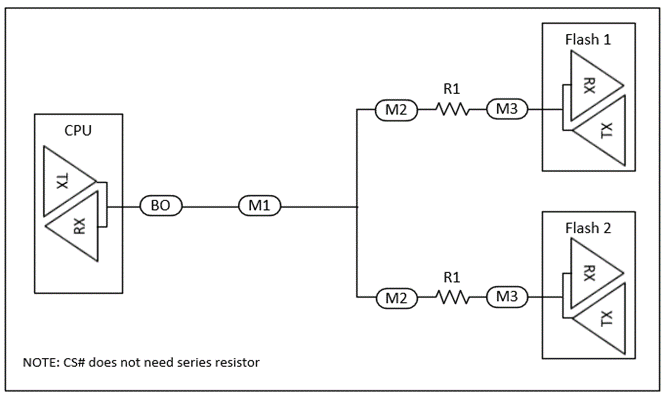 Flash 1
RX
TX
R1
M2
M3
CPU
TX
RX
BO
M1
Flash 2
RX
TX
R1
M2
M3
NOTE: CS# does not need series resistor